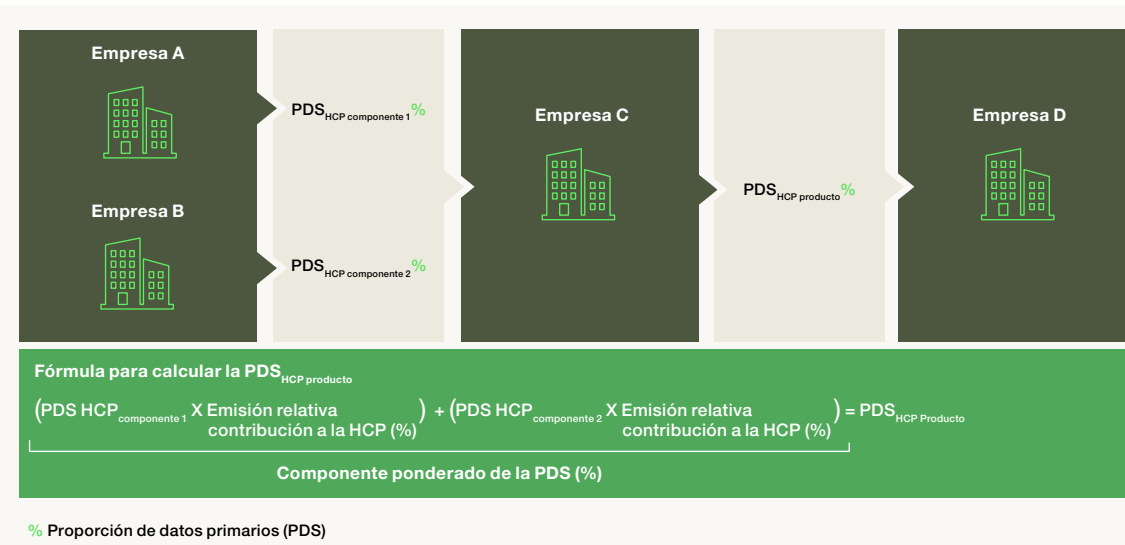 Empresa A
PDS HCP componente 1 %
Empresa B
PDS HCP componente 2 %
Empresa C
PDS HCP producto %
Empresa D
Fórmula para calcular la PDS HCP producto
(PDS HCP componente 1 X Emisión relativa contribución a la HCP (%)) + (PDS HCP componente 2 X Emisión relativa contribución a la HCP (%)) = PDS HCP Producto
Componente ponderado de la PDS (%)
% Proporción de datos primarios (PDS)